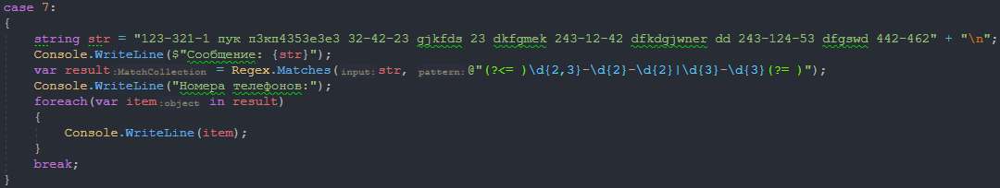 case 7:
{
string str = "123-321-1 пук п3кп4353е3е3 32-42-23 gjkfds 23 dkfgmek 243-12-42 dfkdgjwner dd 243-124-53 dfgswd 442-462" + "\n";
Console.WriteLine($"Сообщение: {str}");
var result:MatchCollection = Regex.Matches(input:str, pattern:@"(?<= )\d{2,3}-\d{2}-\d{2}|\d{3}-\d{3}(?= )");
Console.WriteLine("Номера телефонов:");
foreach(var item:object in result)
{
Console.WriteLine(item);
}
break;
}